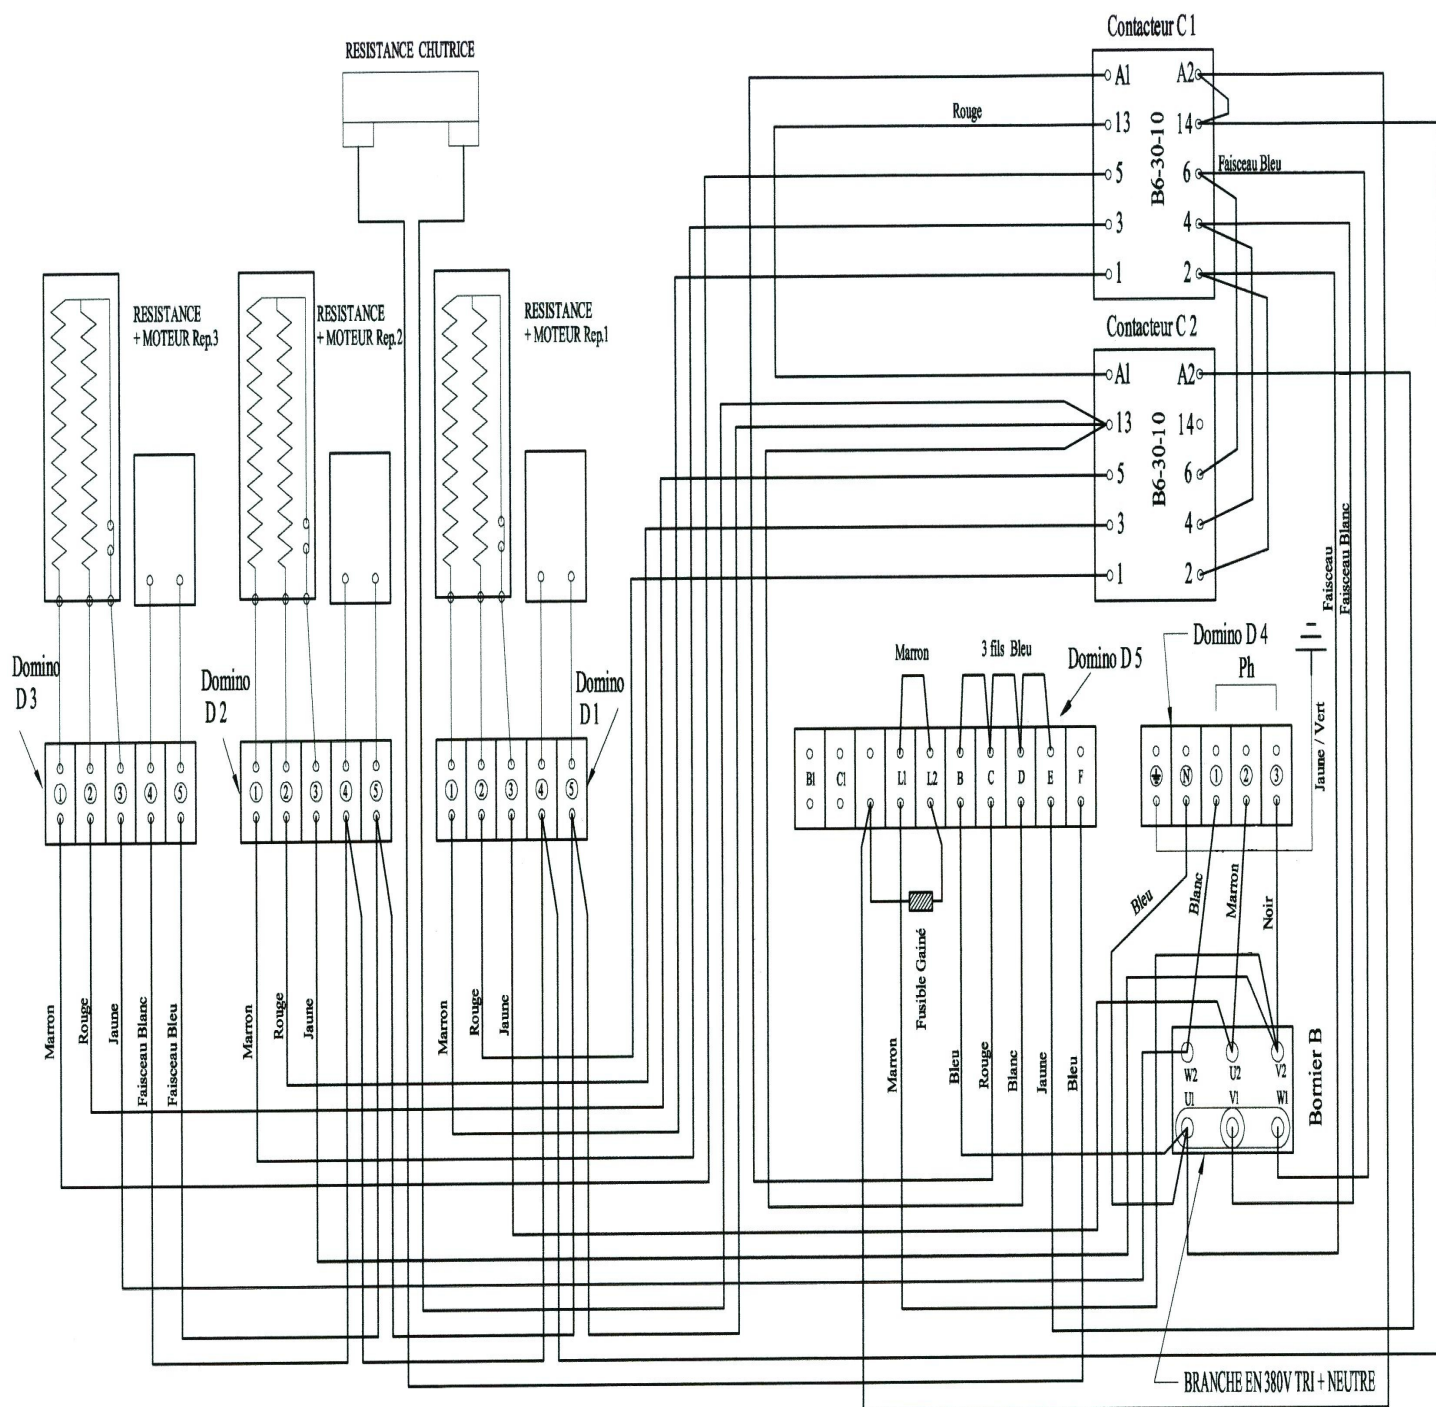 Contacteur C 1
RESISTANCE CHUTRICE
A1
A2
Rouge
13
14
5
6
Faisceau Bleu
3
4
1
2
B6-30-10
Contacteur C 2
A1
A2
13
14
5
6
3
4
1
2
B6-30-10
RESISTANCE
+ MOTEUR Rep.3
RESISTANCE
+ MOTEUR Rep.2
RESISTANCE
+ MOTEUR Rep.1
Faisceau
Faisceau Blanc
Domino
D 3
Domino
D 2
Domino
D 1
Marron
3 fils Bleu
Domino D 5
Domino D 4
Ph
Jaune / Vert
1 2 3 4 5
1 2 3 4 5
1 2 3 4 5
B1 C1 L1 L2 B C D E F
N 1 2 3
Bleu
Blanc
Marron
Noir
Fusible Gainé
Marron
Rouge
Jaune
Faisceau Blanc
Faisceau Bleu
Marron
Rouge
Jaune
Marron
Rouge
Jaune
Marron
Bleu
Rouge
Blanc
Jaune
Bleu
W2 U2 V2
U1 V1 W1
Bornier B
BRANCHE EN 380V TRI + NEUTRE